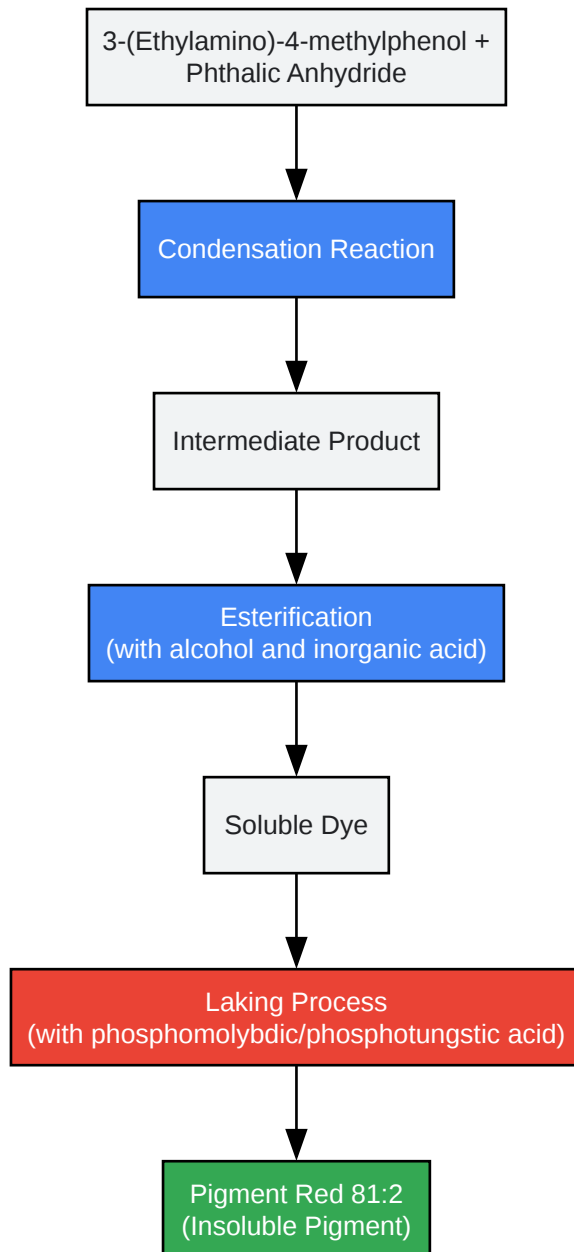 3-(Ethylamino)-4-methylphenol +
Phthalic Anhydride
Condensation Reaction
Intermediate Product
Esterification
(with alcohol and inorganic acid)
Soluble Dye
Laking Process
(with phosphomolybdic/phosphotungstic acid)
Pigment Red 81:2
(Insoluble Pigment)